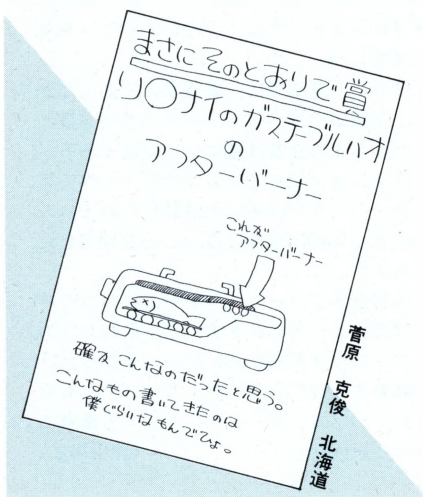 まさにそのとおりで賞
リ○ナイのガステーブルハオ
の
アフターバーナー
これが
アフターバーナー
確友 こんなのだったと思う。
こんなもの書いてきたのは
僕ぐらいなもんでひょ。
菅原 克俊 北海道